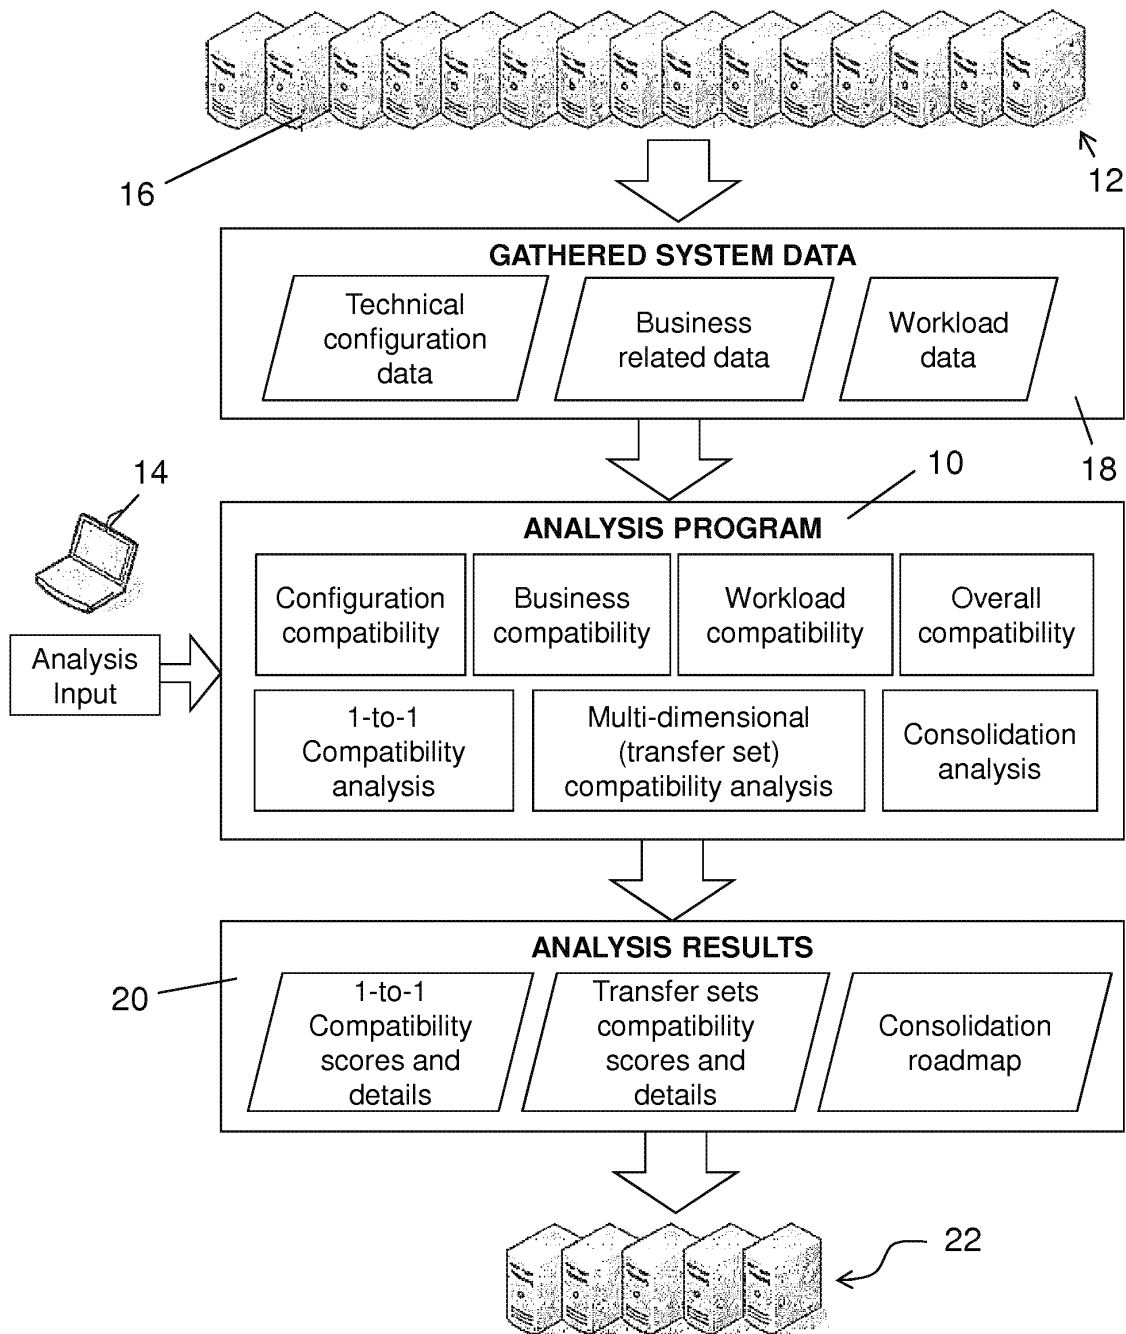 16
12
GATHERED SYSTEM DATA
Technical
configuration
data
Business
related data
Workload
data
18
14
10
ANALYSIS PROGRAM
Configuration
compatibility
Business
compatibility
Workload
compatibility
Overall
compatibility
Analysis
Input
1-to-1
Compatibility
analysis
Multi-dimensional
(transfer set)
compatibility analysis
Consolidation
analysis
ANALYSIS RESULTS
20
1-to-1
Compatibility
scores and
details
Transfer sets
compatibility
scores and
details
Consolidation
roadmap
22